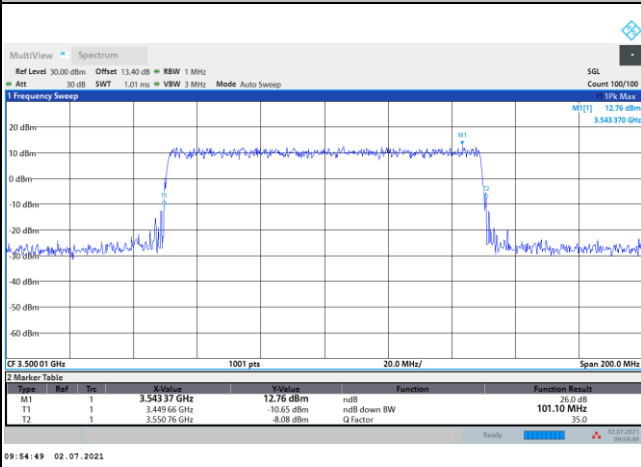 MultiView Spectrum
Ref Level 30.00 dBm Offset 13.40 dB RBW 1 MHz SGL
Att 30 dB SWT 1.01 ms VBW 3 MHz Mode Auto Sweep Count 100/100
1 Frequency Sweep 1Pk Max
M1[1] 12.76 dBm
3.543 370 GHz
20 dBm
M1
10 dBm
0 dBm
T2
-10 dBm
-20 dBm
-30 dBm
-40 dBm
-50 dBm
-60 dBm
CF 3.500 01 GHz 1001 pts 20.0 MHz/ Span 200.0 MHz
2 Marker Table
Type Ref Trc X-Value Y-Value Function Function Result
M1 1 3.543 37 GHz 12.76 dBm ndB 26.0 dB
T1 1 3.449 66 GHz -10.65 dBm ndB down BW 101.10 MHz
T2 1 3.550 76 GHz -8.08 dBm Q Factor 35.0
Ready 02.07.2021
09:54:49
09:54:49 02.07.2021